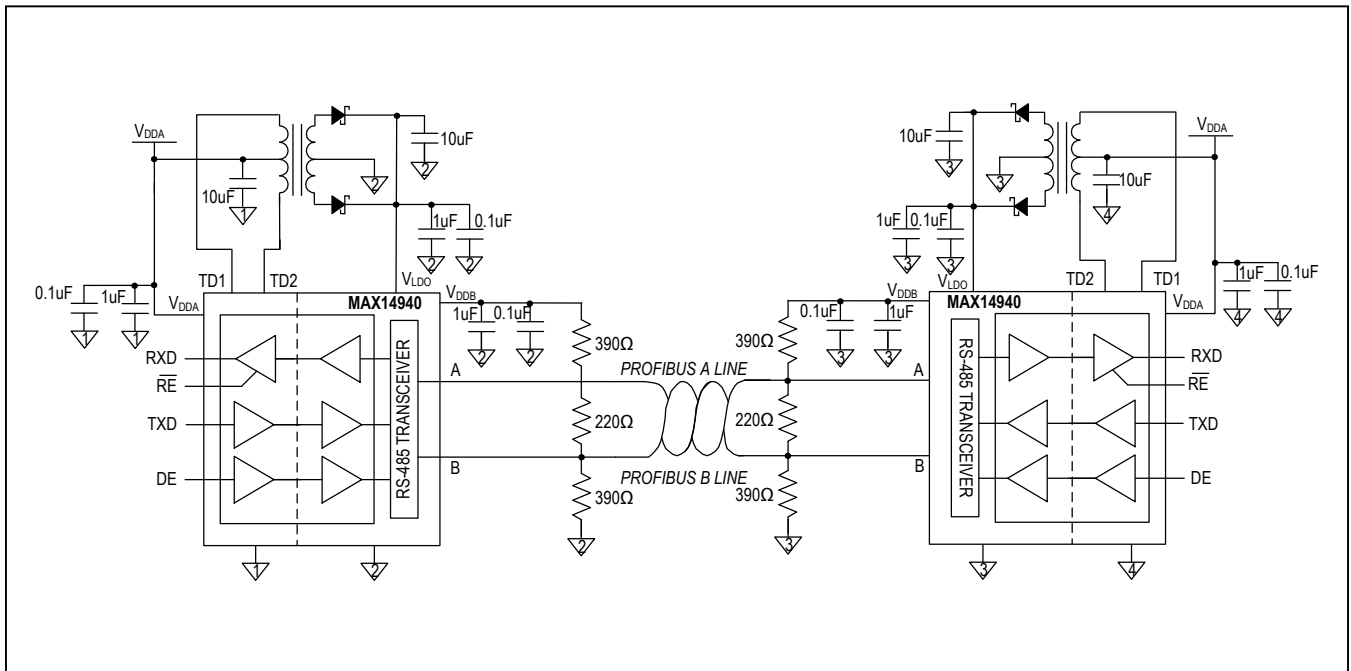 VDDA
10uF
2
2
10uF
1
1uF
0.1uF
2
2
TD1
TD2
VLDO
0.1uF
1uF
1
1
VDDA
MAX14940
VDDB
1uF
0.1uF
2
2
RXD
RE
TXD
DE
RS-485 TRANSCEIVER
A
B
390Ω
220Ω
390Ω
2
1
2
PROFIBUS A LINE
PROFIBUS B LINE
VDDA
10uF
3
3
10uF
4
1uF
0.1uF
3
3
VLDO
TD2
TD1
VDDA
1uF
0.1uF
4
4
VDDB
MAX14940
0.1uF
1uF
3
3
390Ω
220Ω
390Ω
3
A
B
RS-485 TRANSCEIVER
RXD
RE
TXD
DE
3
4